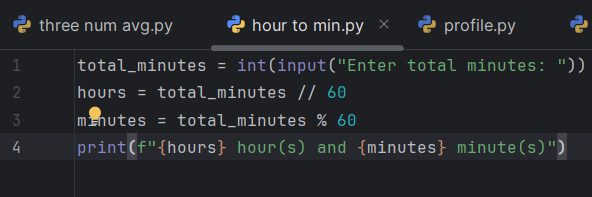 three num avg.py hour to min.py profile.py
1 total_minutes = int(input("Enter total minutes: "))
2 hours = total_minutes // 60
3 minutes = total_minutes % 60
4 print(f"{hours} hour(s) and {minutes} minute(s)")